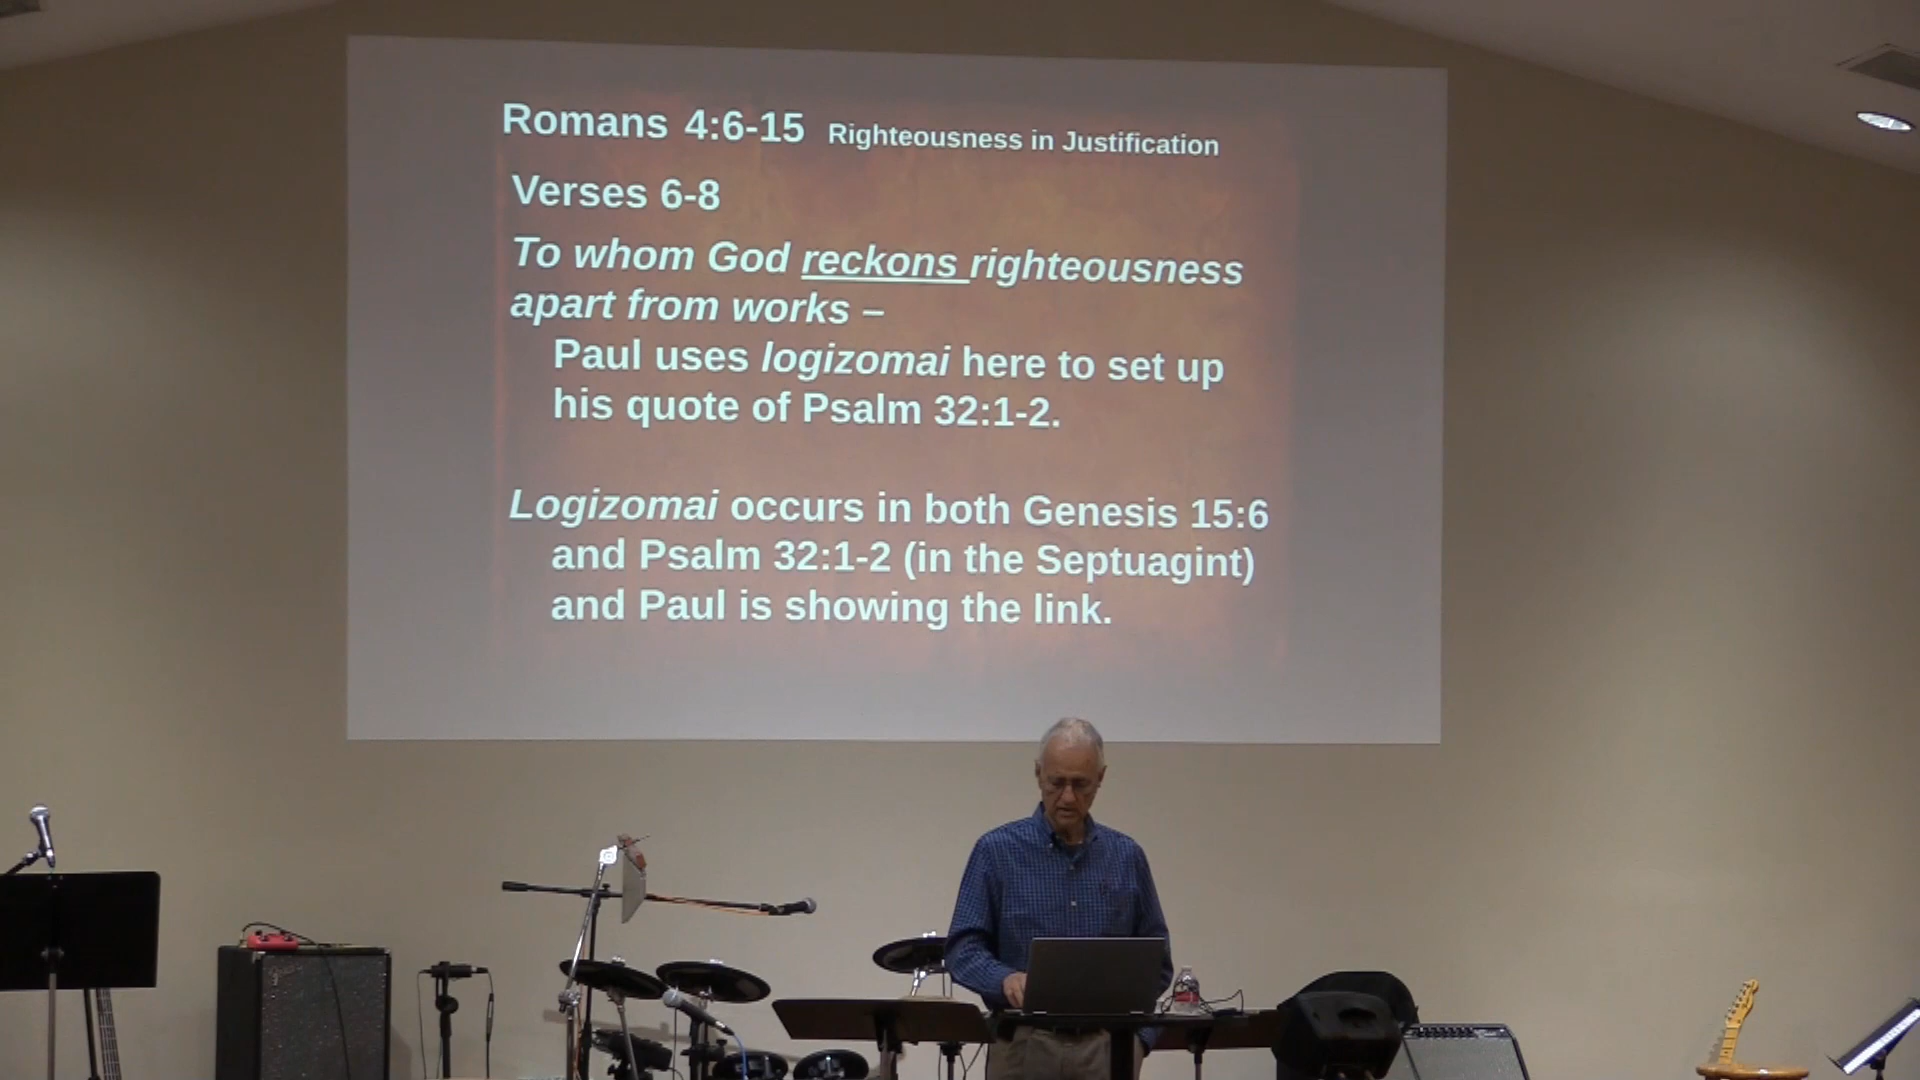 Romans 4:6-15 Righteousness in Justification
Verses 6-8
To whom God reckons righteousness
apart from works –
Paul uses logizomai here to set up
his quote of Psalm 32:1-2.
Logizomai occurs in both Genesis 15:6
and Psalm 32:1-2 (in the Septuagint)
and Paul is showing the link.